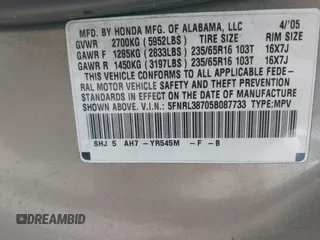 MFD. BY HONDA MFG. OF ALABAMA, LLC 4/'05
GVWR 2700KG (5952LBS) TIRE SIZE RIM SIZE
GAWR F 1285KG (2833LBS) 235/65R16 103T 16X7J
GAWR R 1450KG (3197LBS) 235/65R16 103T 16X7J
THIS VEHICLE CONFORMS TO ALL APPLICABLE FEDE-
RAL MOTOR VEHICLE SAFETY AND
IN EFFECT ON THE DATE OF MANUFACTURE
SHOWN ABOVE. V.I.N: 5FNRL38705B087733 TYPE:MPV
SHJ 5 AH7 -YR545M -F -B
DREAMBID